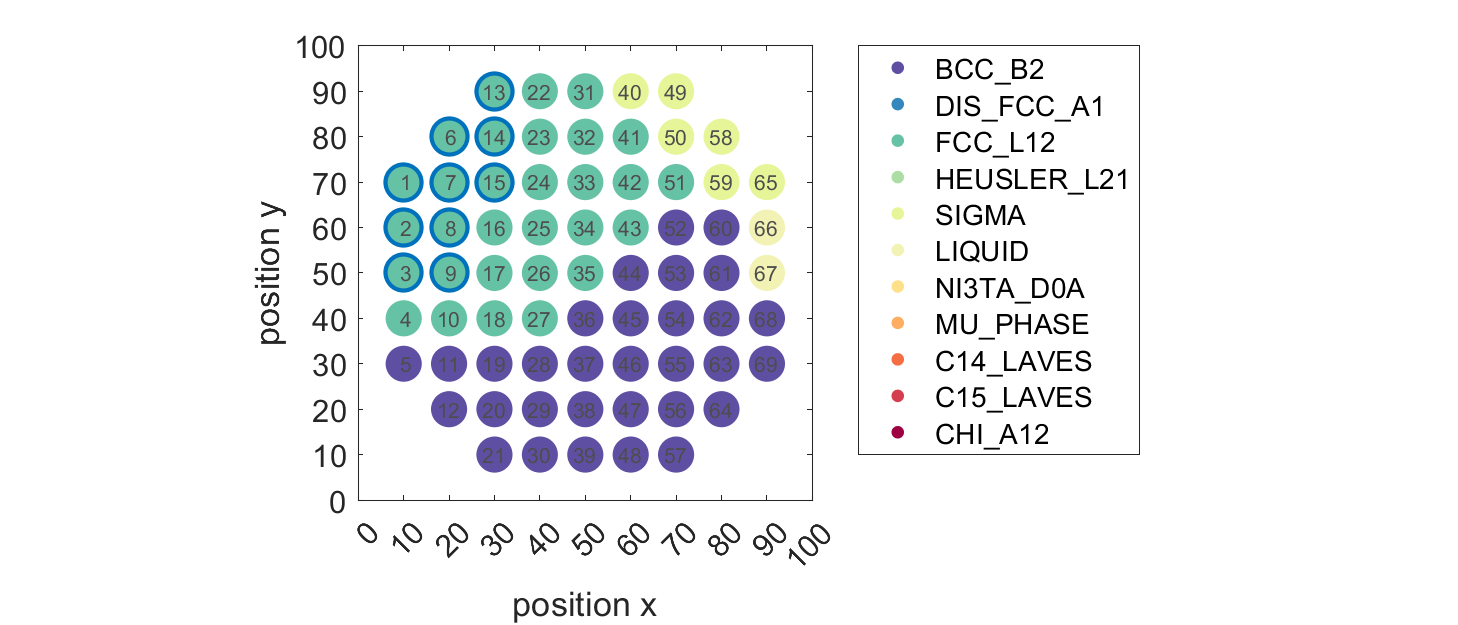 100
90
80
70
60
50
40
30
20
10
0
position y
13 22 31 40 49
6 14 23 32 41 50 58
1 7 15 24 33 42 51 59 65
2 8 16 25 34 43 52 60 66
3 9 17 26 35 44 53 61 67
4 10 18 27 36 45 54 62 68
5 11 19 28 37 46 55 63 69
12 20 29 38 47 56 64
21 30 39 48 57
0 10 20 30 40 50 60 70 80 90 100
position x
BCC_B2
DIS_FCC_A1
FCC_L12
HEUSLER_L21
SIGMA
LIQUID
NI3TA_D0A
MU_PHASE
C14_LAVES
C15_LAVES
CHI_A12